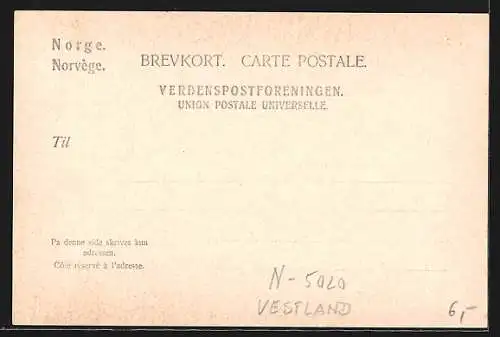 Norge.
Norvège.
BREVKORT. CARTE POSTALE.
VERDENSPOSTFORENINGEN.
UNION POSTALE UNIVERSELLE.
Til
Pa denne side skrives kun
adressen.
Côté réservé à l'adresse.
N-5020
VESTLAND
6,-